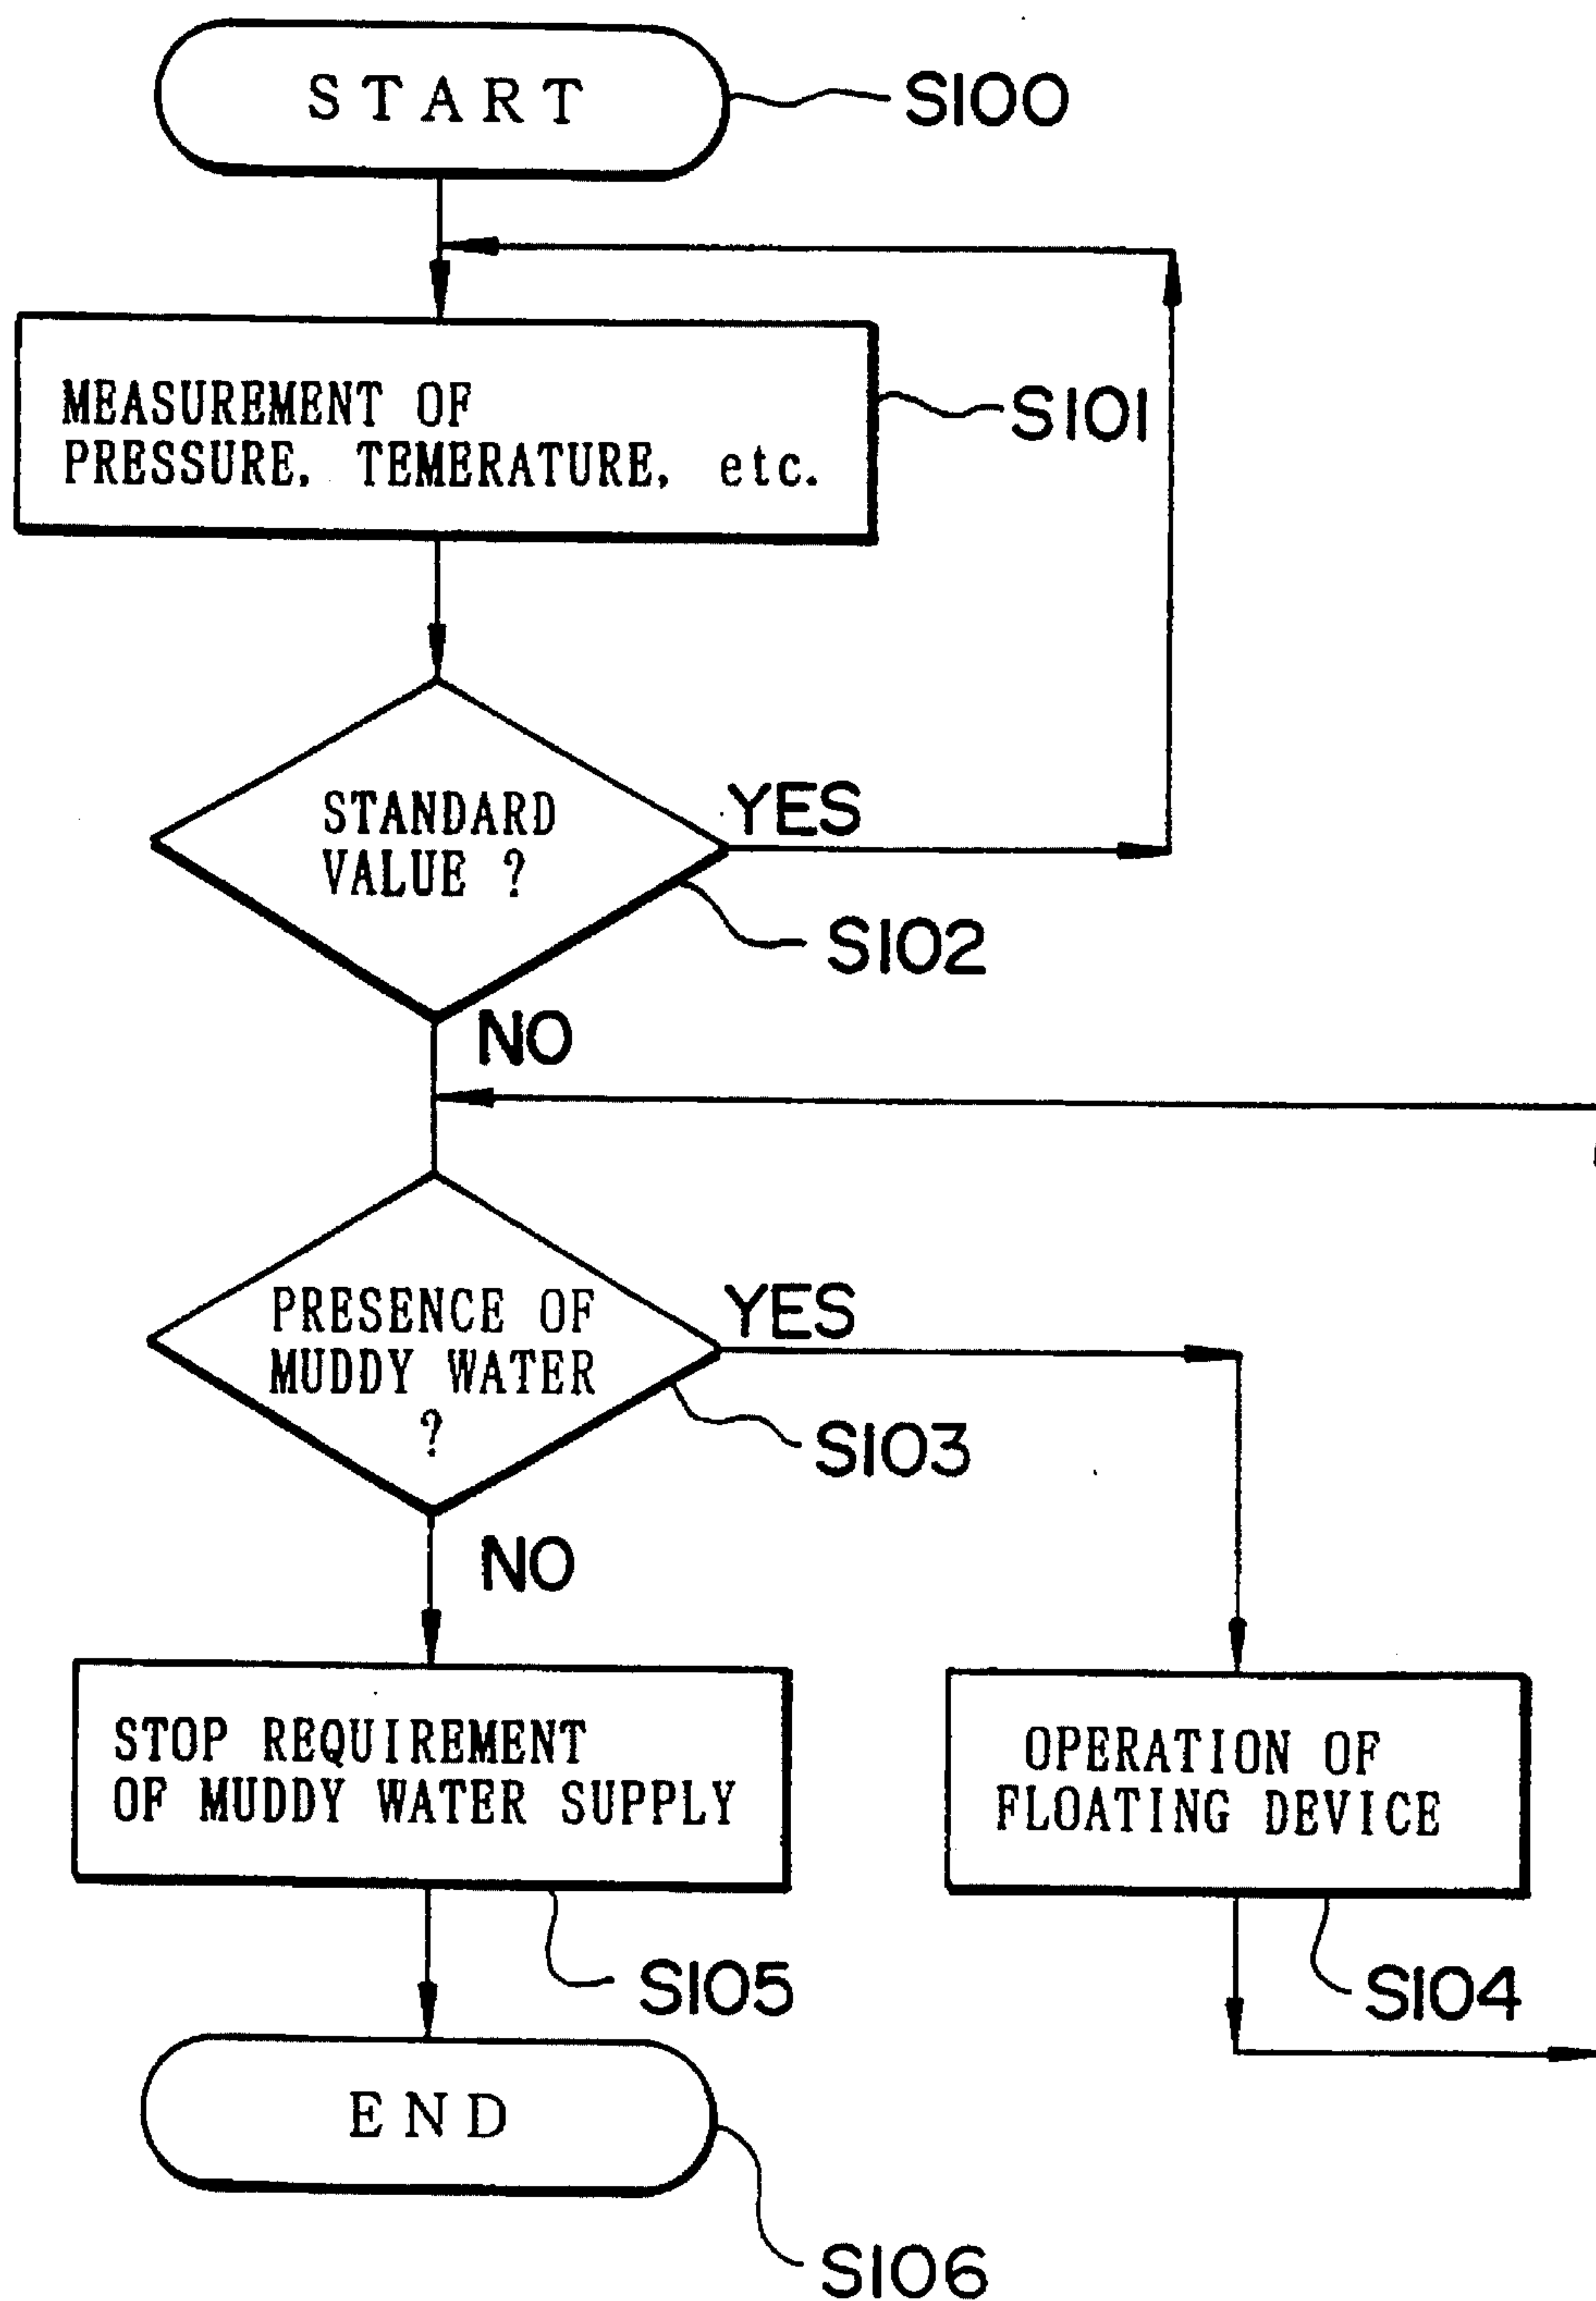 START
S100
MEASUREMENT OF
PRESSURE, TEMERATURE, etc.
S101
STANDARD
VALUE ?
YES
S102
NO
PRESENCE OF
MUDDY WATER
?
YES
S103
NO
STOP REQUIREMENT
OF MUDDY WATER SUPPLY
S105
OPERATION OF
FLOATING DEVICE
S104
END
S106